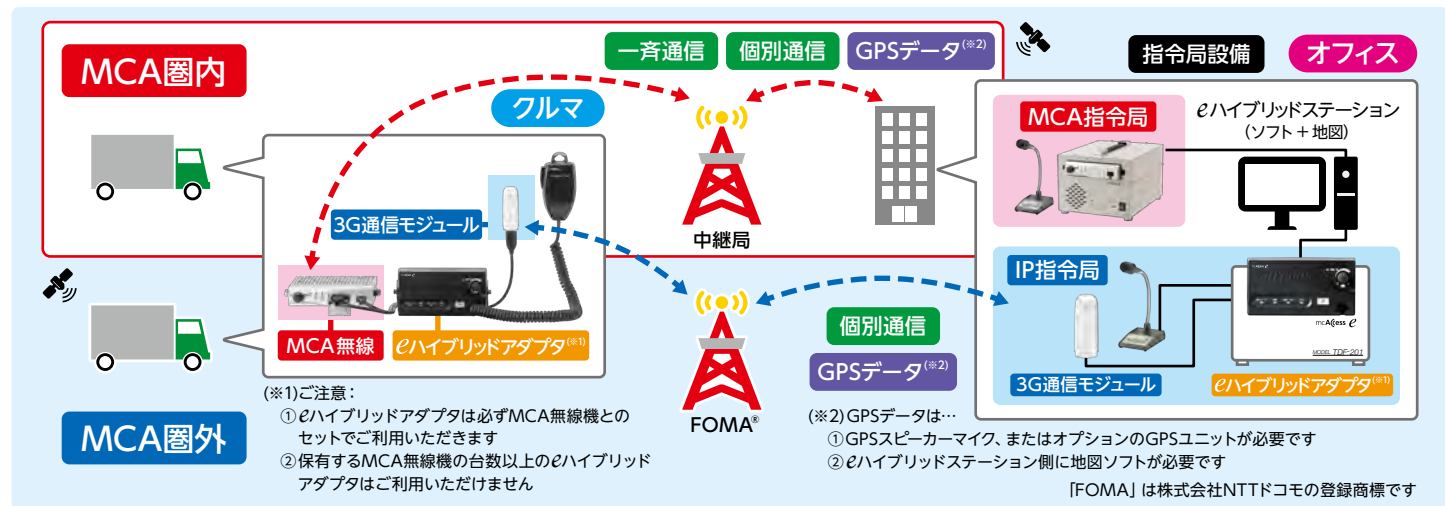 MCA圏内
一斉通信
個別通信
GPSデータ(※2)
指令局設備
オフィス
クルマ
MCA指令局
eハイブリッドステーション
(ソフト+地図)
3G通信モジュール
中継局
IP指令局
MCA無線
eハイブリッドアダプタ(※1)
個別通信
GPSデータ(※2)
mcAccess e
MODEL TDF-201
3G通信モジュール
eハイブリッドアダプタ(※1)
MCA圏外
FOMA®
(※1)ご注意:
①eハイブリッドアダプタは必ずMCA無線機との
セットでご利用いただきます
②保有するMCA無線機の台数以上のeハイブリッド
アダプタはご利用いただけません
(※2)GPSデータは…
①GPSスピーカーマイク、またはオプションのGPSユニットが必要です
②eハイブリッドステーション側に地図ソフトが必要です
「FOMA」は株式会社NTTドコモの登録商標です